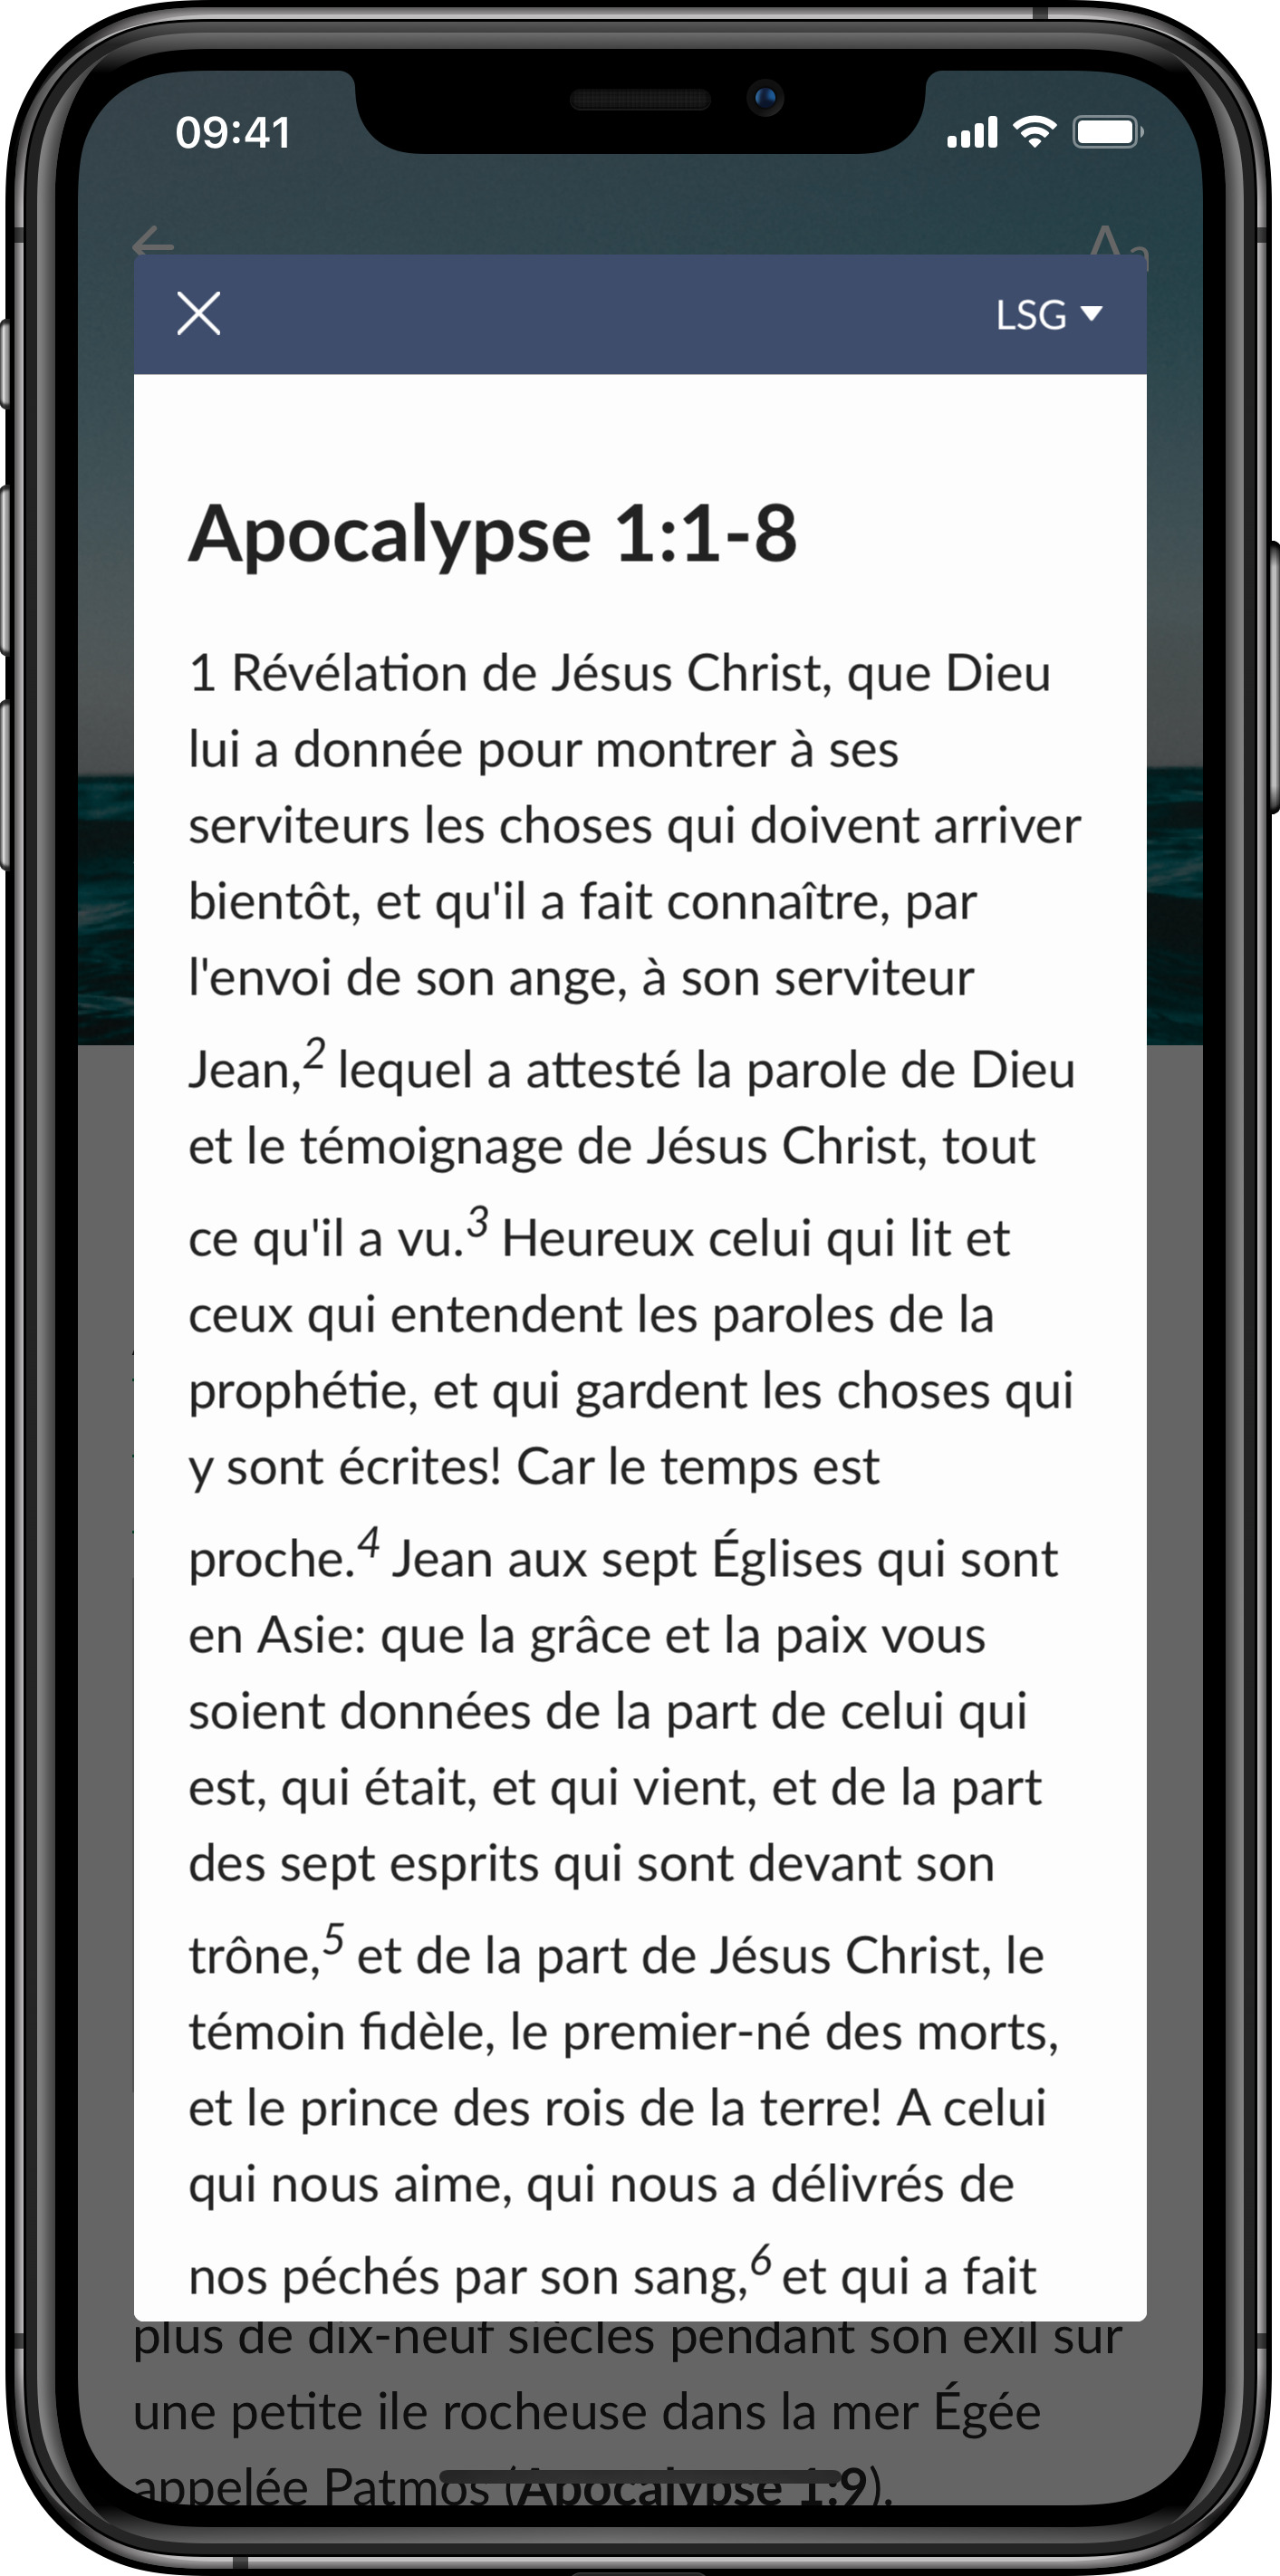 09:41
Aa
LSG
Apocalypse 1:1-8
1 Révélation de Jésus Christ, que Dieu
lui a donnée pour montrer à ses
serviteurs les choses qui doivent arriver
bientôt, et qu'il a fait connaître, par
l'envoi de son ange, à son serviteur
Jean,2 lequel a attesté la parole de Dieu
et le témoignage de Jésus Christ, tout
ce qu'il a vu.3 Heureux celui qui lit et
ceux qui entendent les paroles de la
prophétie, et qui gardent les choses qui
y sont écrites! Car le temps est
proche.4 Jean aux sept Églises qui sont
en Asie: que la grâce et la paix vous
soient données de la part de celui qui
est, qui était, et qui vient, et de la part
des sept esprits qui sont devant son
trône,5 et de la part de Jésus Christ, le
témoin fidèle, le premier-né des morts,
et le prince des rois de la terre! A celui
qui nous aime, qui nous a délivrés de
nos péchés par son sang,6 et qui a fait
plus de dix-neuf siècles pendant son exil sur
une petite ile rocheuse dans la mer Égée
appelée Patmos (Apocalypse 1:9).